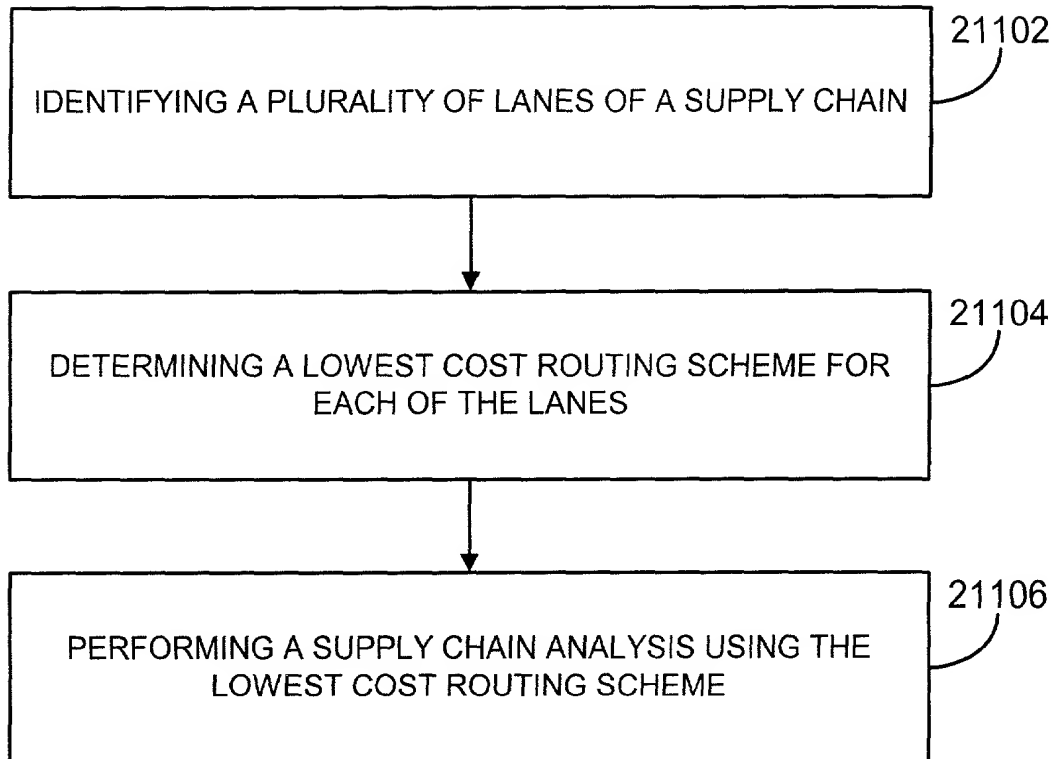 21102
IDENTIFYING A PLURALITY OF LANES OF A SUPPLY CHAIN
21104
DETERMINING A LOWEST COST ROUTING SCHEME FOR
EACH OF THE LANES
21106
PERFORMING A SUPPLY CHAIN ANALYSIS USING THE
LOWEST COST ROUTING SCHEME